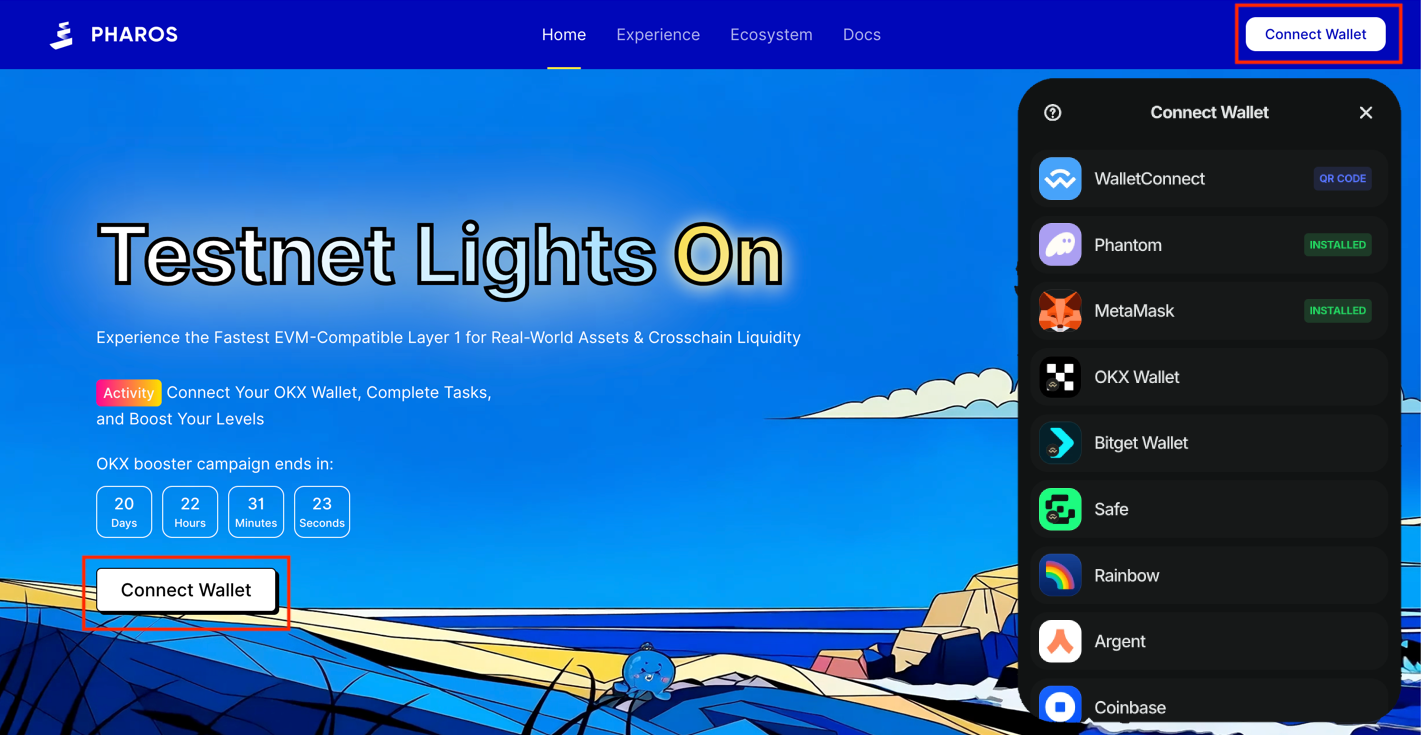 PHAROS
Home
Experience
Ecosystem
Docs
Connect Wallet
Testnet Lights On
Experience the Fastest EVM-Compatible Layer 1 for Real-World Assets & Crosschain Liquidity
Activity Connect Your OKX Wallet, Complete Tasks,
and Boost Your Levels
OKX booster campaign ends in:
20 22 31 23
Days Hours Minutes Seconds
Connect Wallet
Connect Wallet
WalletConnect QR CODE
Phantom INSTALLED
MetaMask INSTALLED
OKX Wallet
Bitget Wallet
Safe
Rainbow
Argent
Coinbase